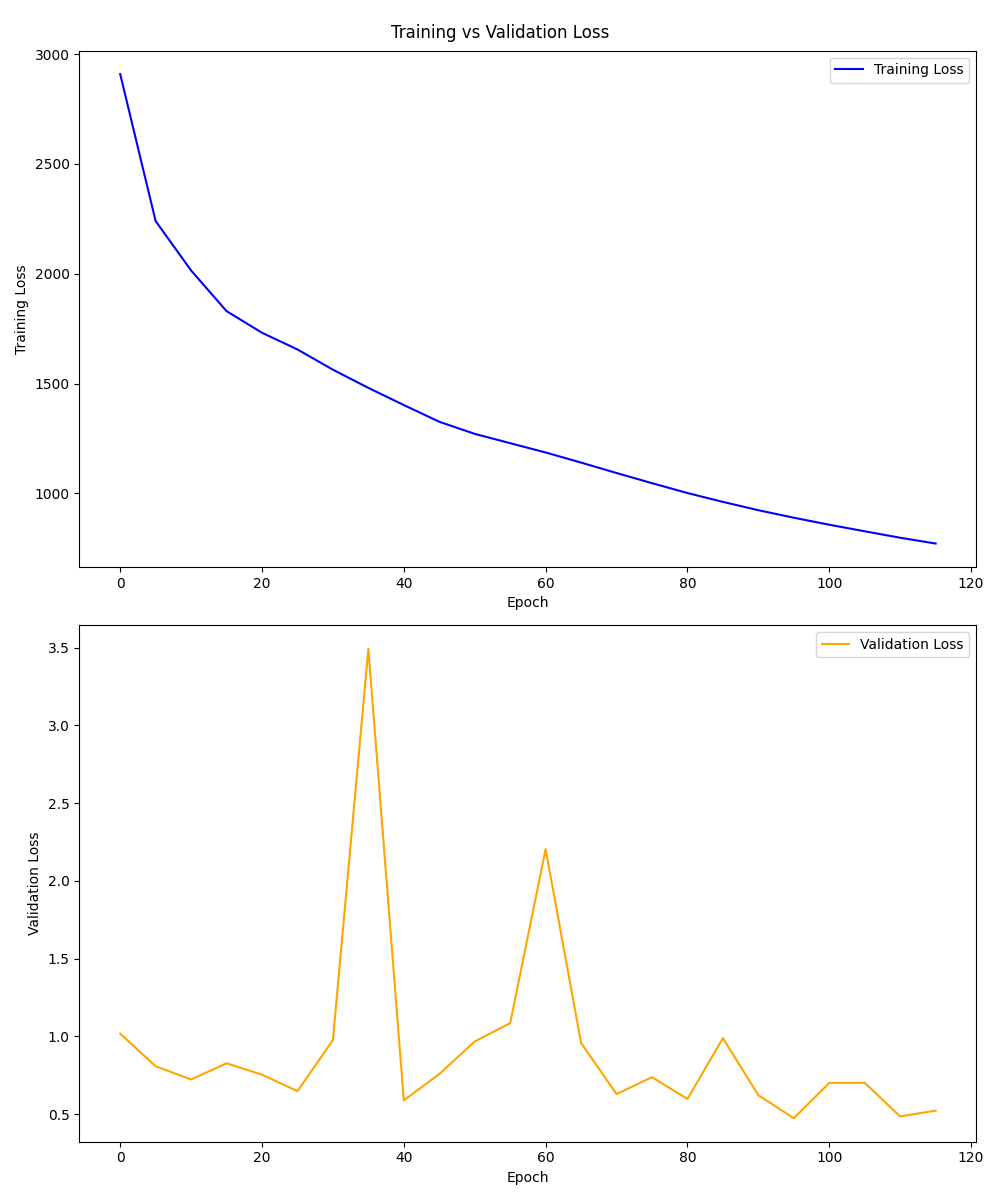 Training vs Validation Loss
3000
2500
2000
1500
1000
Training Loss
Training Loss
0 20 40 60 80 100 120
Epoch
3.5
3.0
2.5
2.0
1.5
1.0
0.5
Validation Loss
Validation Loss
0 20 40 60 80 100 120
Epoch